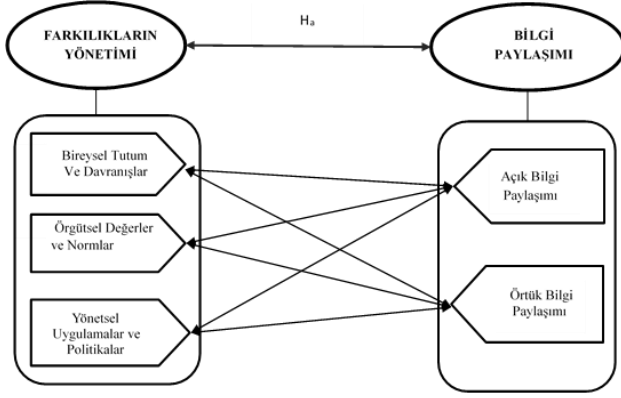 FARKILIKLARIN
YÖNETİMİ
Hₐ
BİLGİ
PAYLAŞIMI
Bireysel Tutum
Ve Davranışlar
Örgütsel Değerler
ve Normlar
Yönetsel
Uygulamalar ve
Politikalar
Açık Bilgi
Paylaşımı
Örtük Bilgi
Paylaşımı